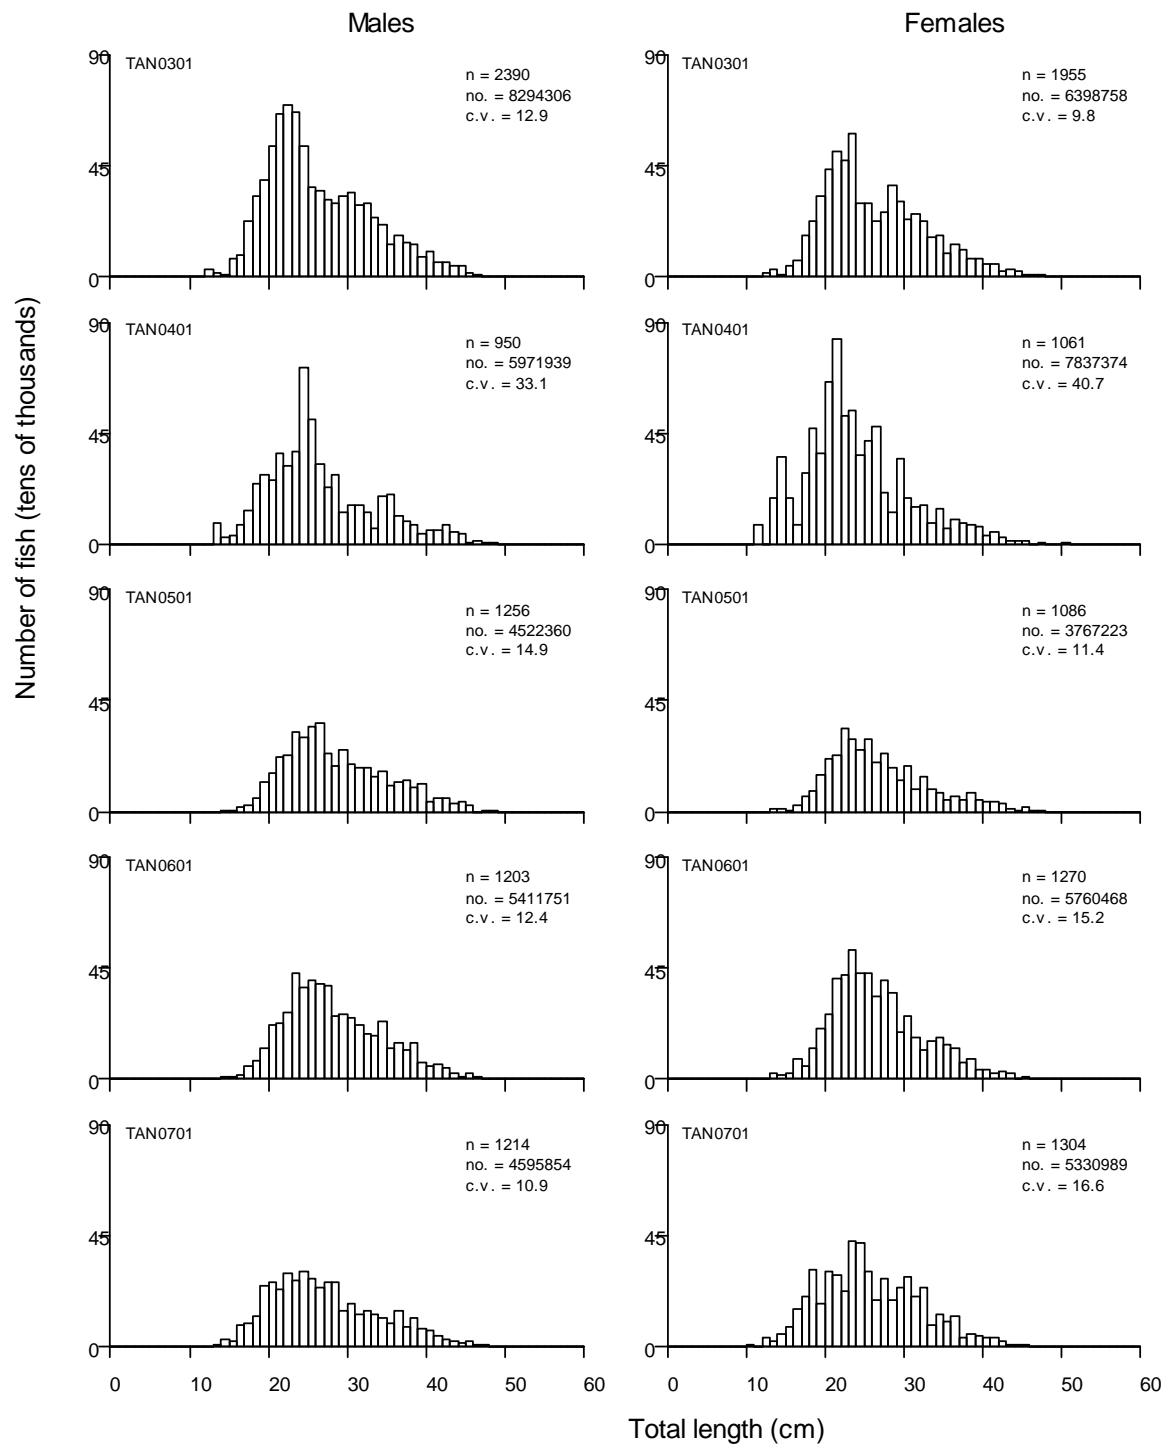 Males
Females
Number of fish (tens of thousands)
90
45
0
TAN0301
n = 2390
no. = 8294306
c.v. = 12.9
90
45
0
TAN0301
n = 1955
no. = 6398758
c.v. = 9.8
90
45
0
TAN0401
n = 950
no. = 5971939
c.v. = 33.1
90
45
0
TAN0401
n = 1061
no. = 7837374
c.v. = 40.7
90
45
0
TAN0501
n = 1256
no. = 4522360
c.v. = 14.9
90
45
0
TAN0501
n = 1086
no. = 3767223
c.v. = 11.4
90
45
0
TAN0601
n = 1203
no. = 5411751
c.v. = 12.4
90
45
0
TAN0601
n = 1270
no. = 5760468
c.v. = 15.2
90
45
0
TAN0701
n = 1214
no. = 4595854
c.v. = 10.9
90
45
0
TAN0701
n = 1304
no. = 5330989
c.v. = 16.6
0 10 20 30 40 50 60
0 10 20 30 40 50 60
Total length (cm)